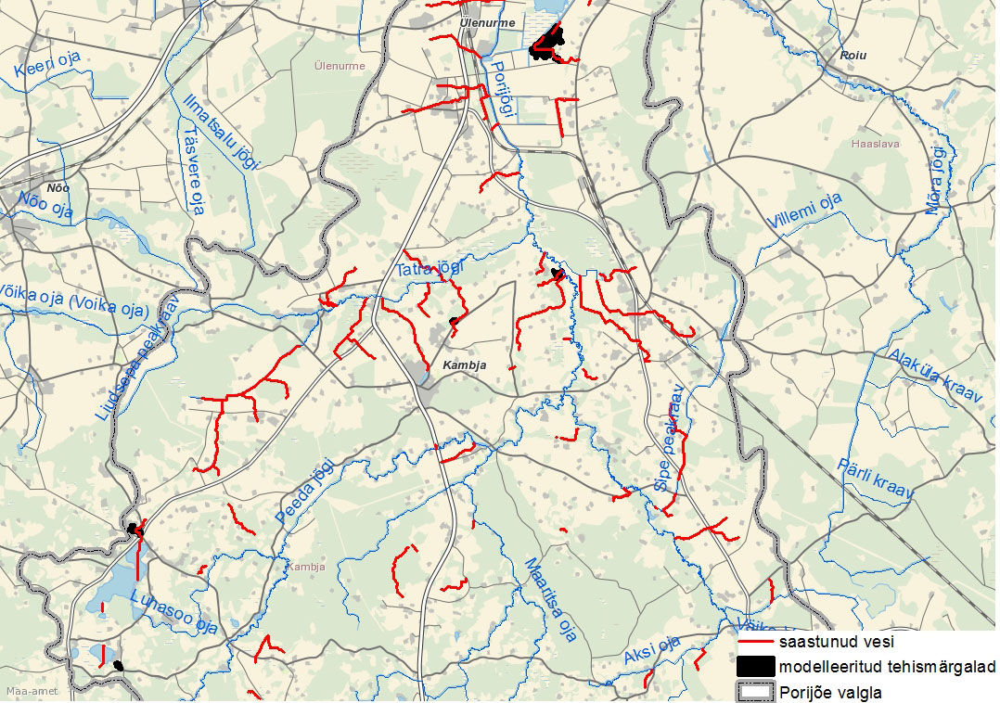 Ülenurme
Roiu
Keeri oja
Ülenurme
Porijõgi
Ilmatsalu jõgi
Täsvere oja
Haaslava
Mõra jõgi
Nõo
Nõo oja
Villemi oja
Tatra jõgi
Võika oja (Voika oja)
Liudsepa peakraav
Kambja
Alaküla kraav
Sipe peakraav
Pärli kraav
Peeda jõgi
Kambja
Maaritsa oja
Luhasoo oja
Aksi oja
saastunud vesi
modelleeritud tehismärgalad
Porijõe valgla
Maa-amet